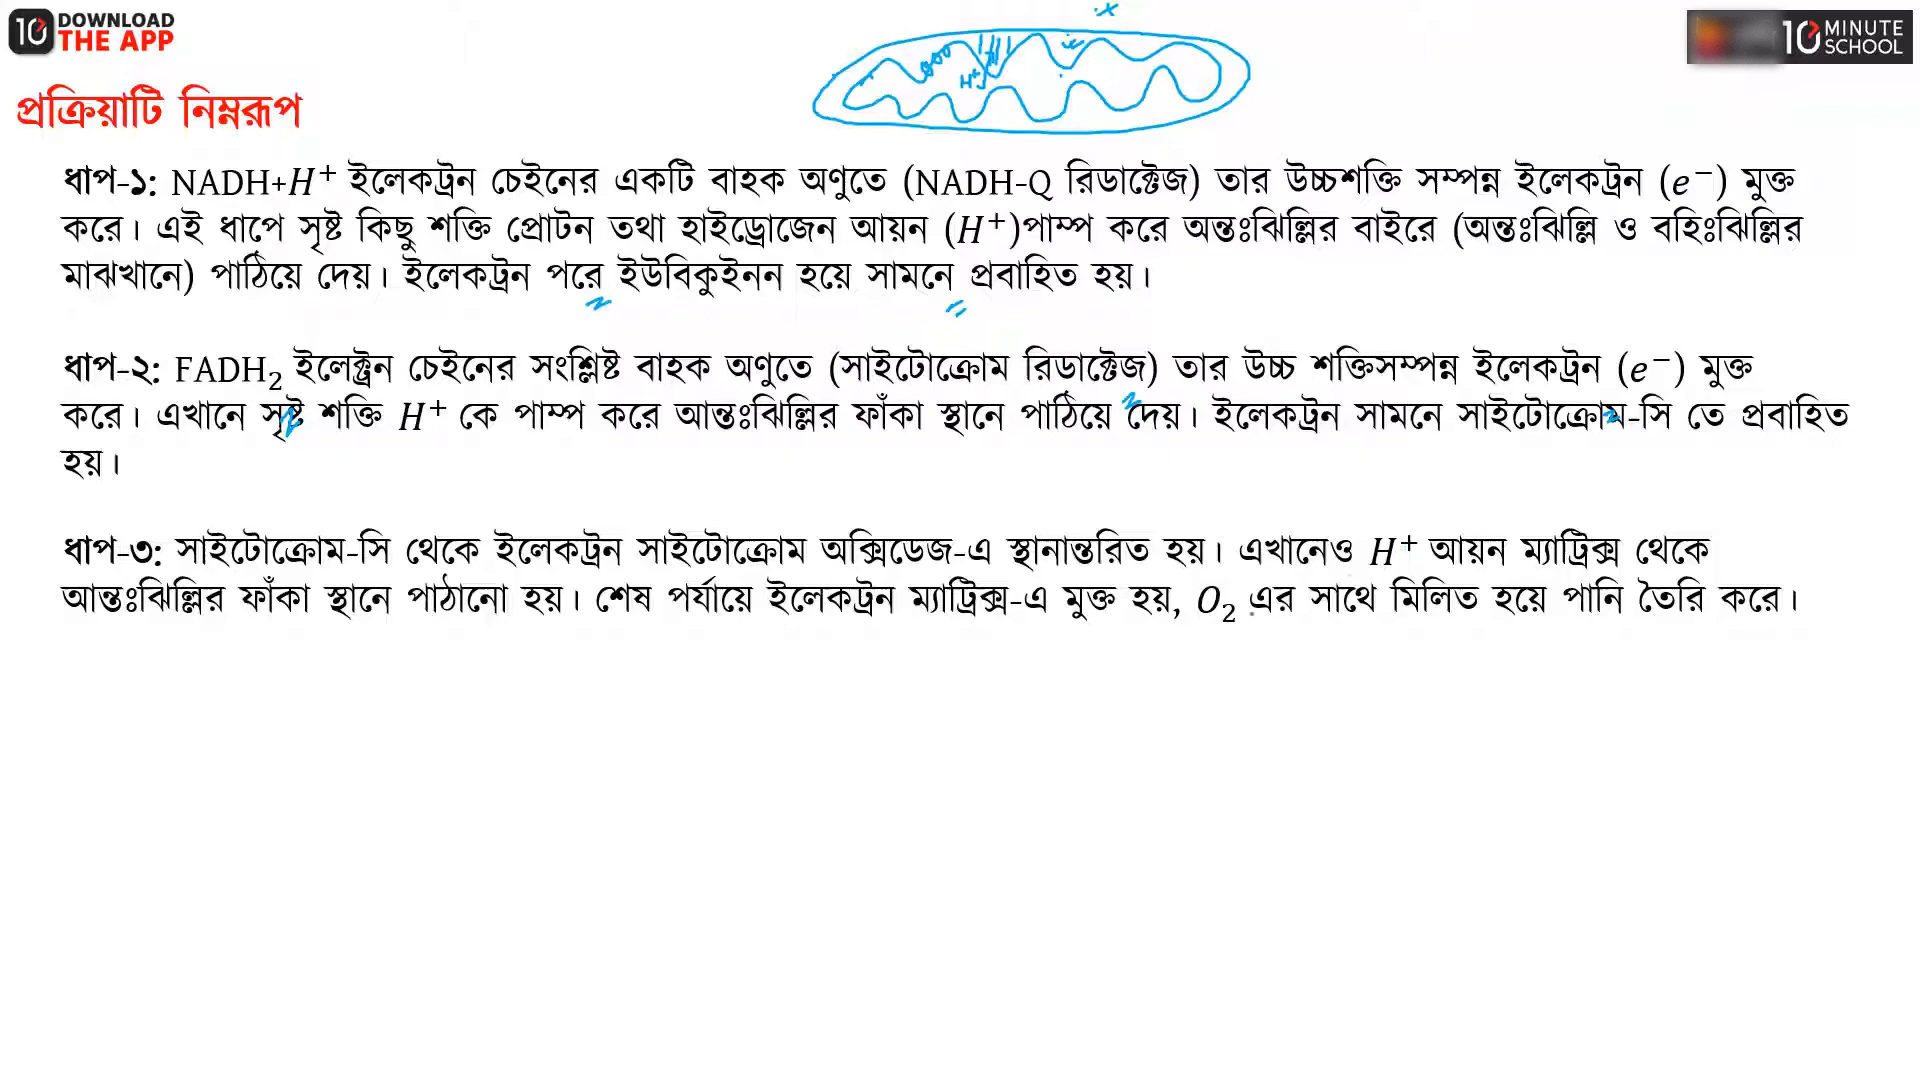 DOWNLOAD
THE APP
10 MINUTE
SCHOOL
H⁺
প্রক্রিয়াটি নিম্নরূপ
ধাপ-১: NADH+H⁺ ইলেকট্রন চেইনের একটি বাহক অণুতে (NADH-Q রিডাক্টেজ) তার উচ্চশক্তি সম্পন্ন ইলেকট্রন (e⁻) মুক্ত
করে। এই ধাপে সৃষ্ট কিছু শক্তি প্রোটন তথা হাইড্রোজেন আয়ন (H⁺)পাম্প করে অন্তঃঝিল্লির বাইরে (অন্তঃঝিল্লি ও বহিঃঝিল্লির
মাঝখানে) পাঠিয়ে দেয়। ইলেকট্রন পরে ইউবিকুইনন হয়ে সামনে প্রবাহিত হয়।
ধাপ-২: FADH₂ ইলেক্ট্রন চেইনের সংশ্লিষ্ট বাহক অণুতে (সাইটোক্রোম রিডাক্টেজ) তার উচ্চ শক্তিসম্পন্ন ইলেকট্রন (e⁻) মুক্ত
করে। এখানে সৃষ্ট শক্তি H⁺ কে পাম্প করে আন্তঃঝিল্লির ফাঁকা স্থানে পাঠিয়ে দেয়। ইলেকট্রন সামনে সাইটোক্রোম-সি তে প্রবাহিত
হয়।
ধাপ-৩: সাইটোক্রোম-সি থেকে ইলেকট্রন সাইটোক্রোম অক্সিডেজ-এ স্থানান্তরিত হয়। এখানেও H⁺ আয়ন ম্যাট্রিক্স থেকে
আন্তঃঝিল্লির ফাঁকা স্থানে পাঠানো হয়। শেষ পর্যায়ে ইলেকট্রন ম্যাট্রিক্স-এ মুক্ত হয়, O₂ এর সাথে মিলিত হয়ে পানি তৈরি করে।